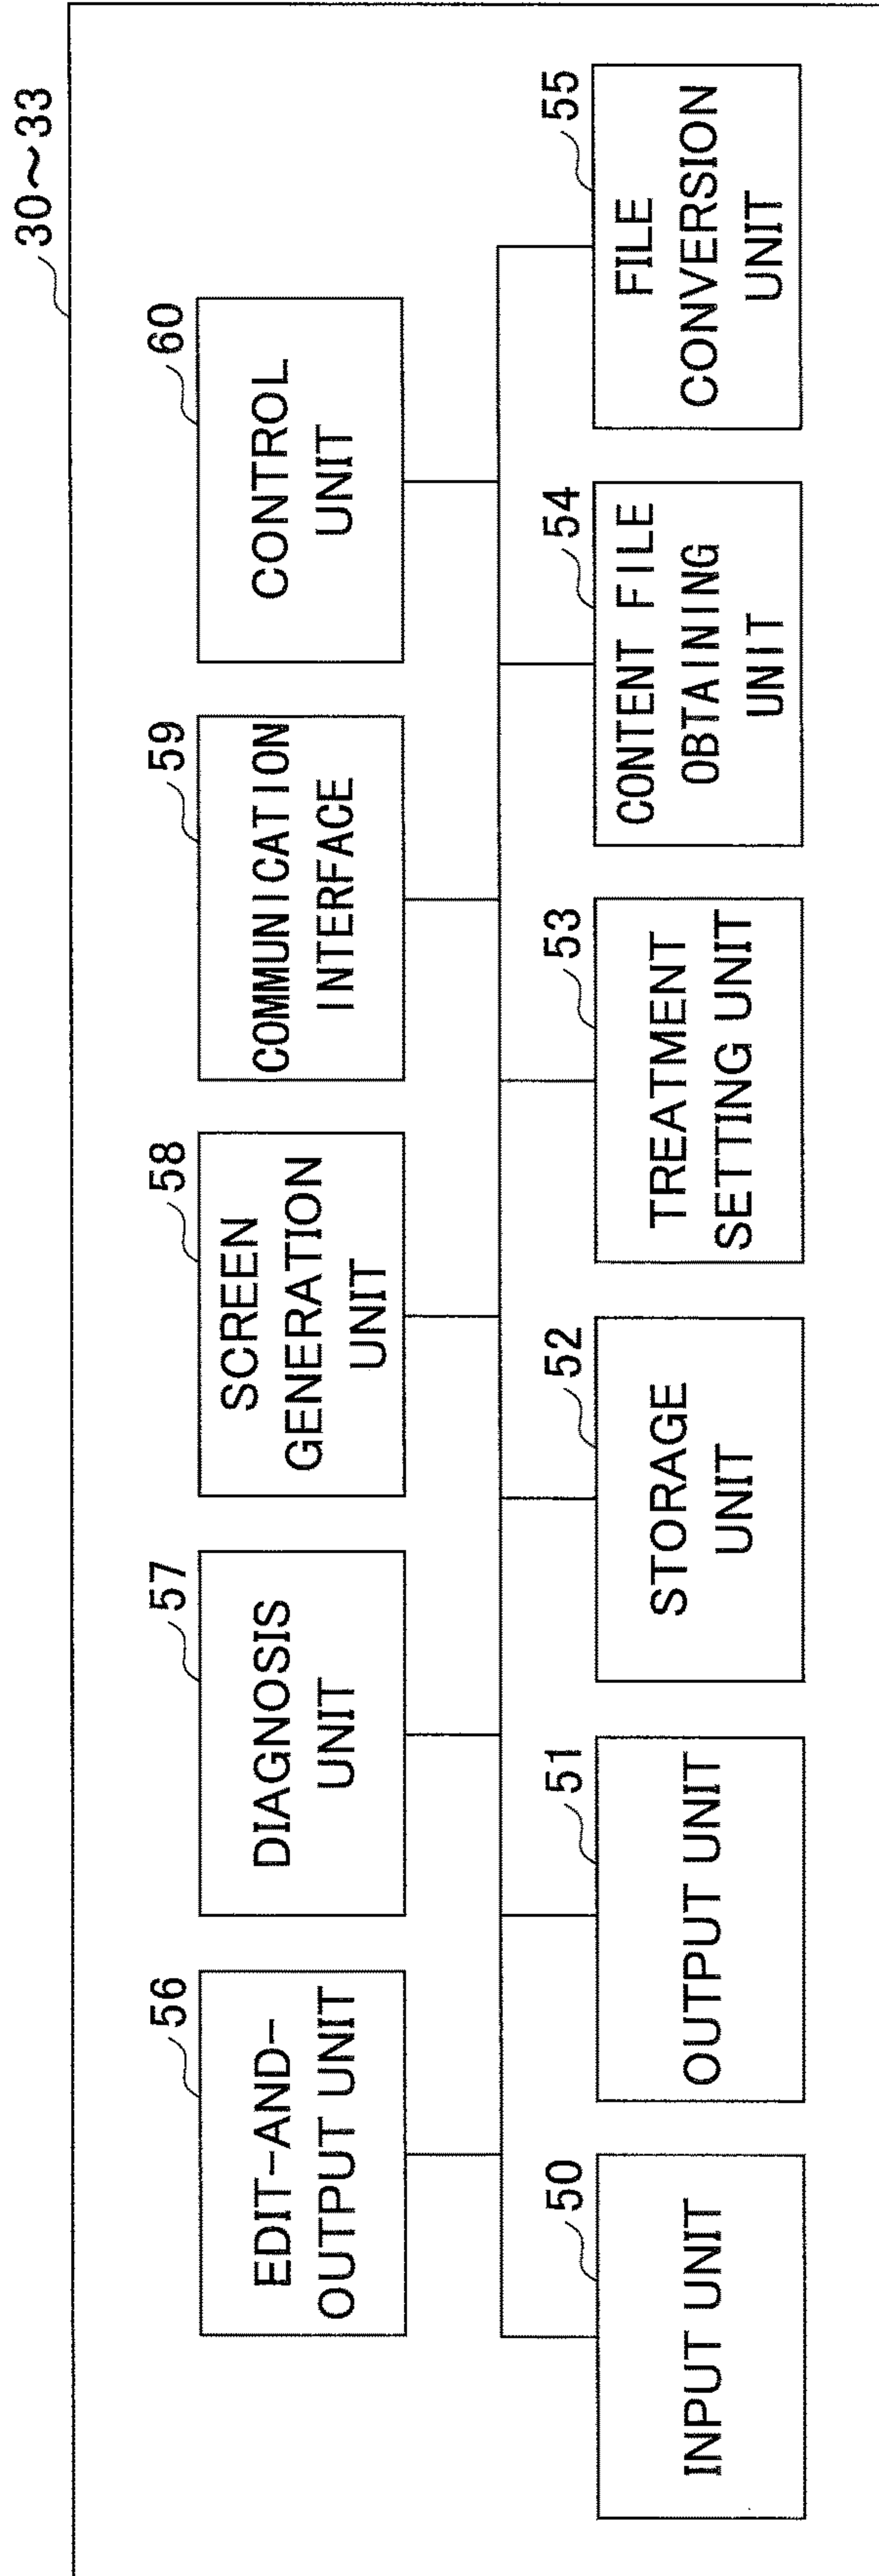 30~33
56
EDIT-AND-
OUTPUT UNIT
57
DIAGNOSIS
UNIT
58
SCREEN
GENERATION
UNIT
59
COMMUNICATION
INTERFACE
60
CONTROL
UNIT
50
INPUT UNIT
51
OUTPUT UNIT
52
STORAGE
UNIT
53
TREATMENT
SETTING UNIT
54
CONTENT FILE
OBTAINING
UNIT
55
FILE
CONVERSION
UNIT